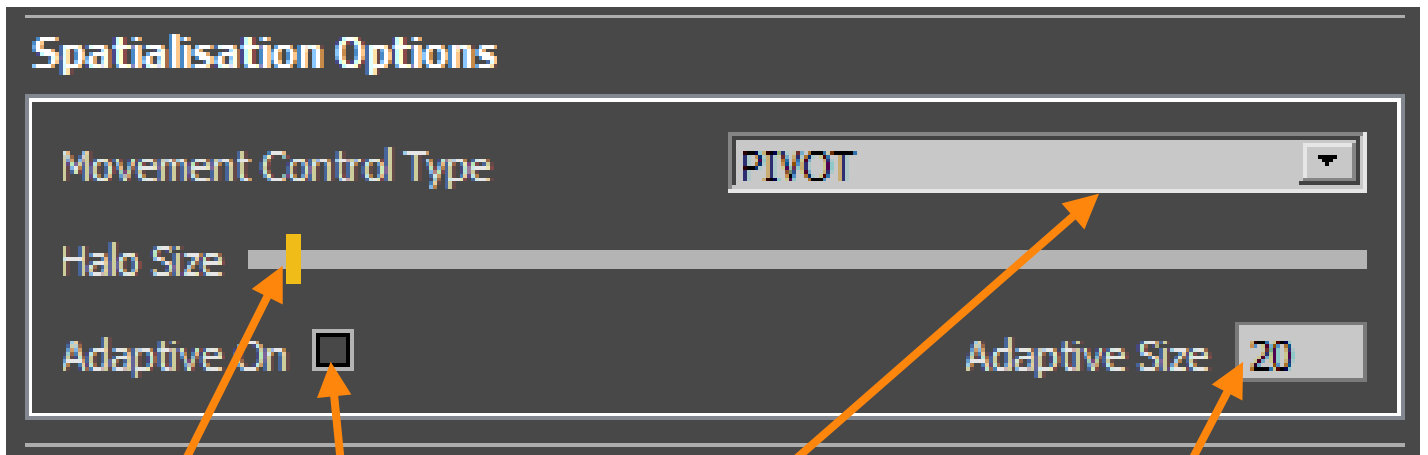 Spatialisation Options
Movement Control Type PIVOT
Halo Size
Adaptive On Adaptive Size 20